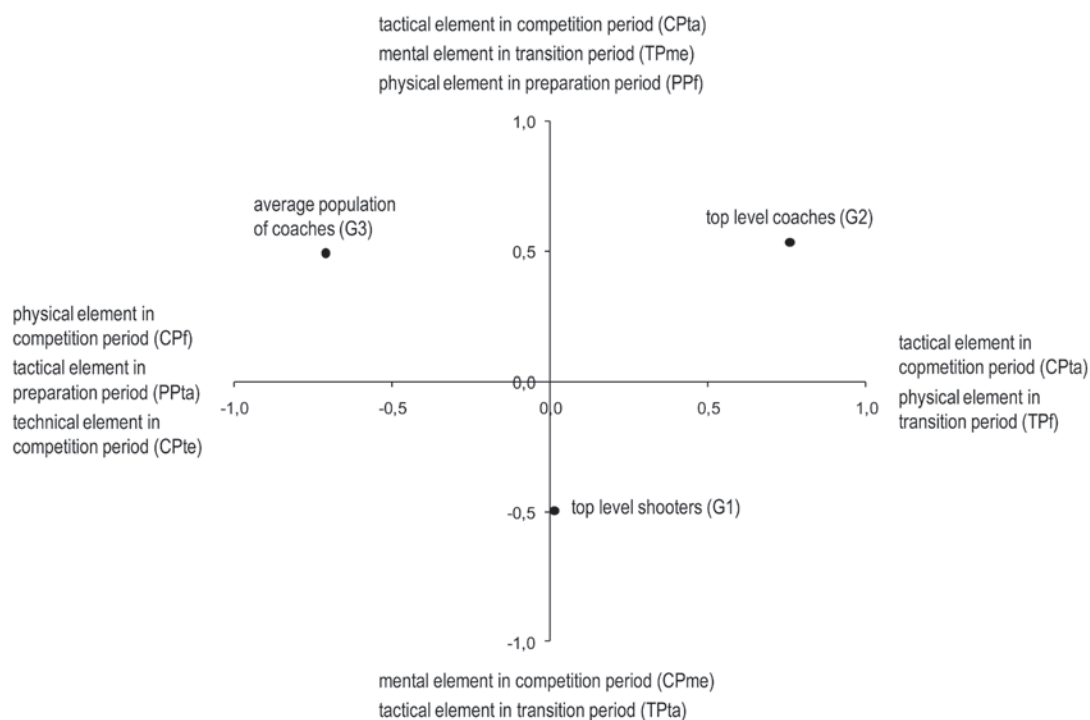 tactical element in competition period (CPta)
mental element in transition period (TPme)
physical element in preparation period (PPf)
1,0
average population
of coaches (G3)
top level coaches (G2)
0,5
physical element in
competition period (CPf)
tactical element in
preparation period (PPta)
technical element in
competition period (CPte)
tactical element in
copmetition period (CPta)
physical element in
transition period (TPf)
0,0
-1,0
-0,5
0,0
0,5
1,0
-0,5
top level shooters (G1)
-1,0
mental element in competition period (CPme)
tactical element in transition period (TPta)